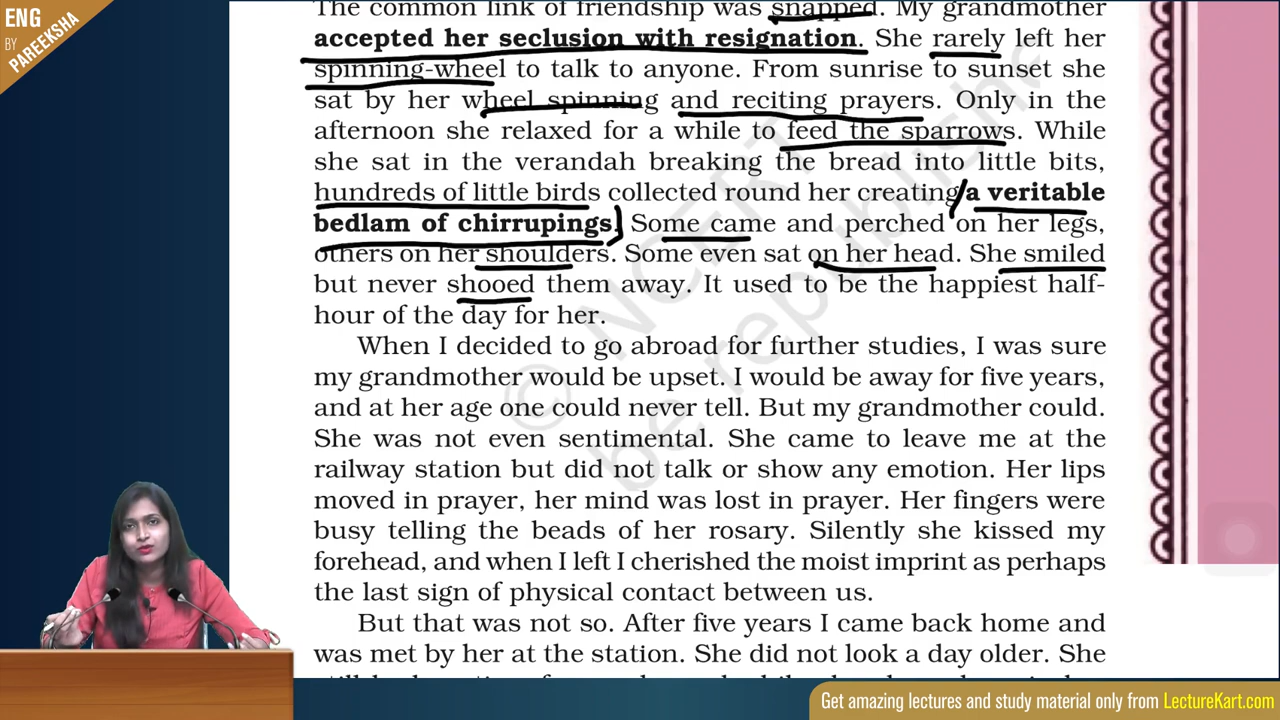 ENG
BY
PAREEKSHA
The common link of friendship was snapped. My grandmother
accepted her seclusion with resignation. She rarely left her
spinning-wheel to talk to anyone. From sunrise to sunset she
sat by her wheel spinning and reciting prayers. Only in the
afternoon she relaxed for a while to feed the sparrows. While
she sat in the verandah breaking the bread into little bits,
hundreds of little birds collected round her creating a veritable
bedlam of chirrupings. Some came and perched on her legs,
others on her shoulders. Some even sat on her head. She smiled
but never shooed them away. It used to be the happiest half-
hour of the day for her.
When I decided to go abroad for further studies, I was sure
my grandmother would be upset. I would be away for five years,
and at her age one could never tell. But my grandmother could.
She was not even sentimental. She came to leave me at the
railway station but did not talk or show any emotion. Her lips
moved in prayer, her mind was lost in prayer. Her fingers were
busy telling the beads of her rosary. Silently she kissed my
forehead, and when I left I cherished the moist imprint as perhaps
the last sign of physical contact between us.
But that was not so. After five years I came back home and
was met by her at the station. She did not look a day older. She
© NCERT
be republishe
Get amazing lectures and study material only from LectureKart.com